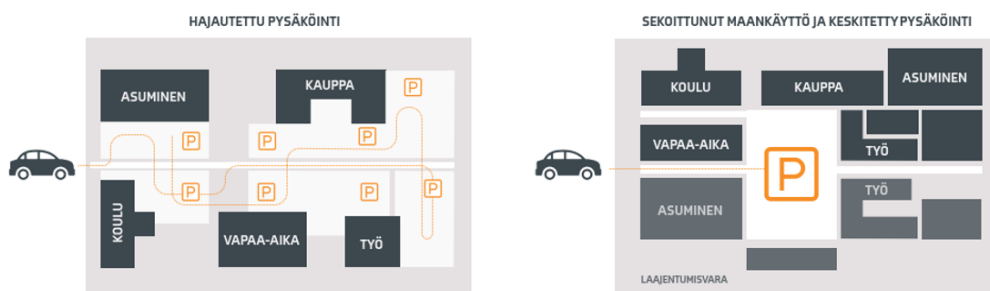 HAJAUTETTU PYSÄKÖINTI
ASUMINEN
KAUPPA
P
P
P
P
P
P
P
P
KOULU
VAPAA-AIKA
TYÖ
SEKOITTUNUT MAANKÄYTTÖ JA KESKITETTY PYSÄKÖINTI
KOULU
KAUPPA
ASUMINEN
VAPAA-AIKA
TYÖ
P
ASUMINEN
TYÖ
LAAJENTUMISVARA